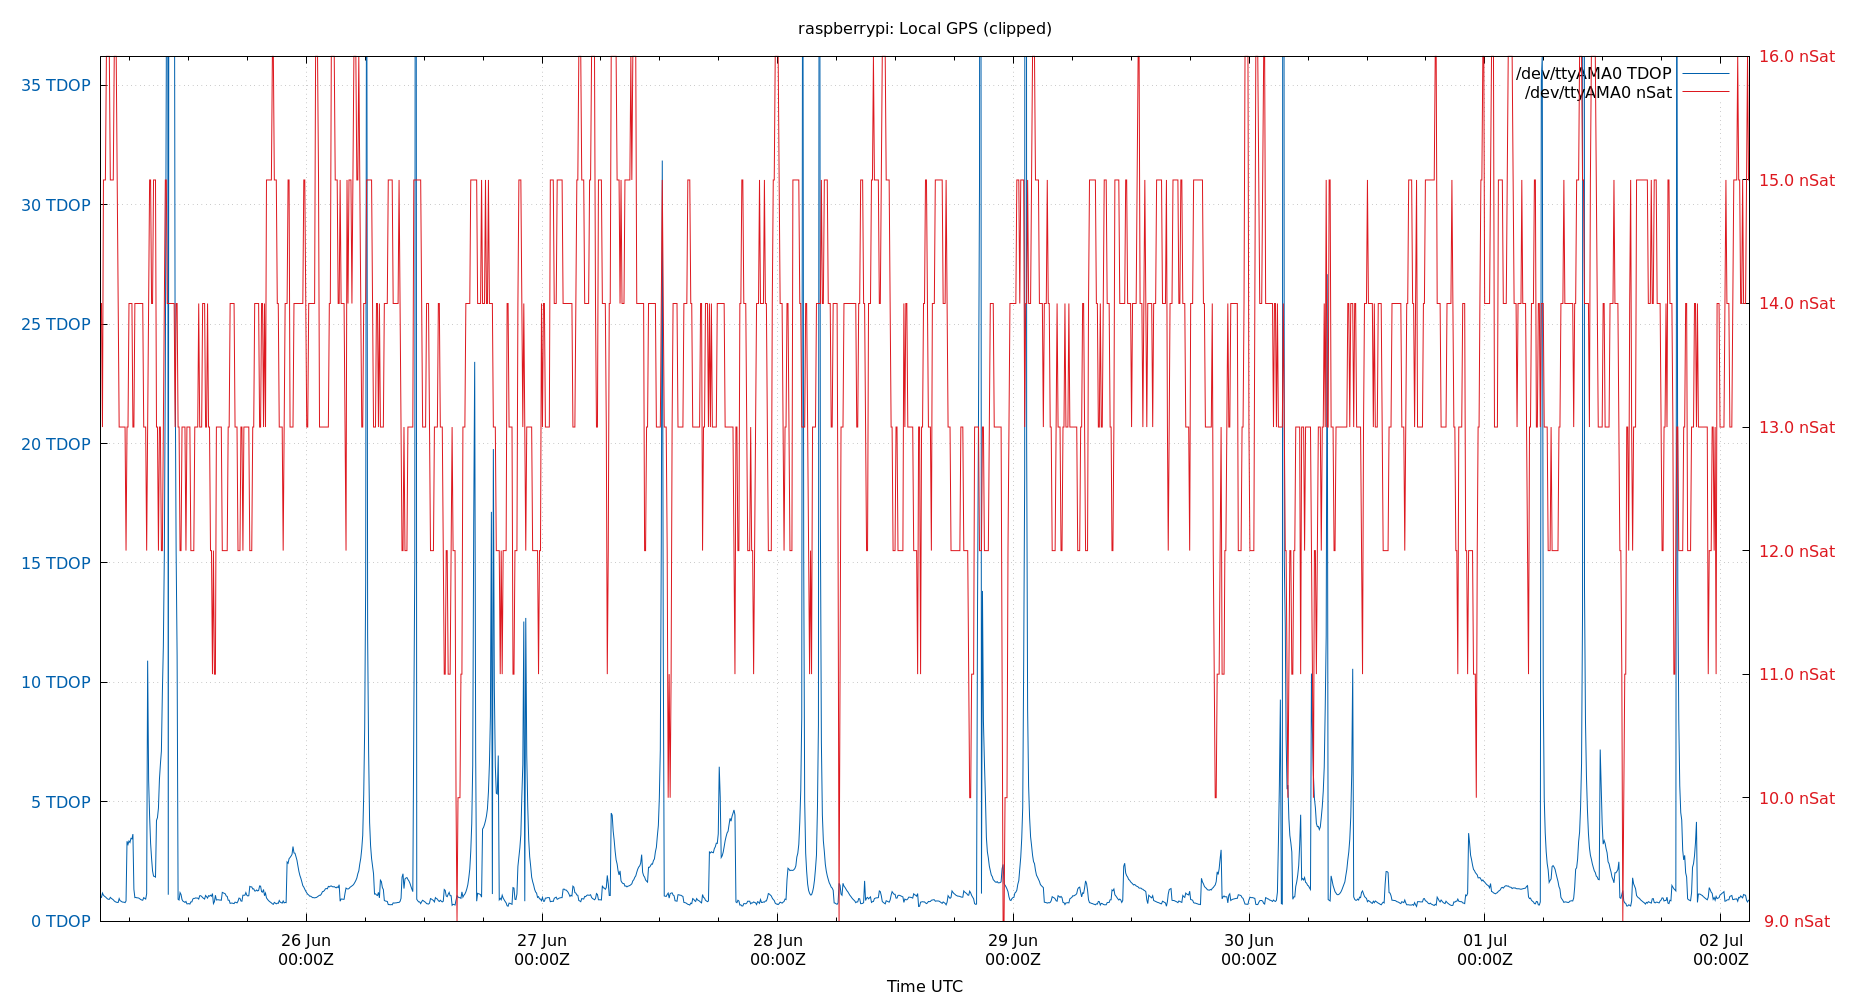 raspberrypi: Local GPS (clipped)
16.0 nSat
/dev/ttyAMA0 TDOP
35 TDOP
/dev/ttyAMA0 nSat
15.0 nSat
30 TDOP
14.0 nSat
25 TDOP
20 TDOP
13.0 nSat
15 TDOP
12.0 nSat
10 TDOP
11.0 nSat
5 TDOP
10.0 nSat
0 TDOP
9.0 nSat
26 Jun 27 Jun 28 Jun 29 Jun 30 Jun 01 Jul 02 Jul
00:00Z 00:00Z 00:00Z 00:00Z 00:00Z 00:00Z 00:00Z
Time UTC